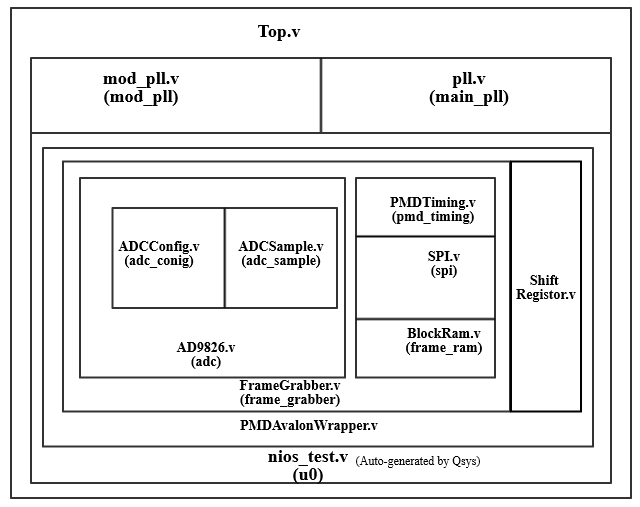 Top.v
mod_pll.v
(mod_pll)
pll.v
(main_pll)
PMDTiming.v
(pmd_timing)
ADCConfig.v
(adc_conig)
ADCSample.v
(adc_sample)
SPI.v
(spi)
Shift
Registor.v
BlockRam.v
(frame_ram)
AD9826.v
(adc)
FrameGrabber.v
(frame_grabber)
PMDAvalonWrapper.v
nios_test.v (Auto-generated by Qsys)
(u0)